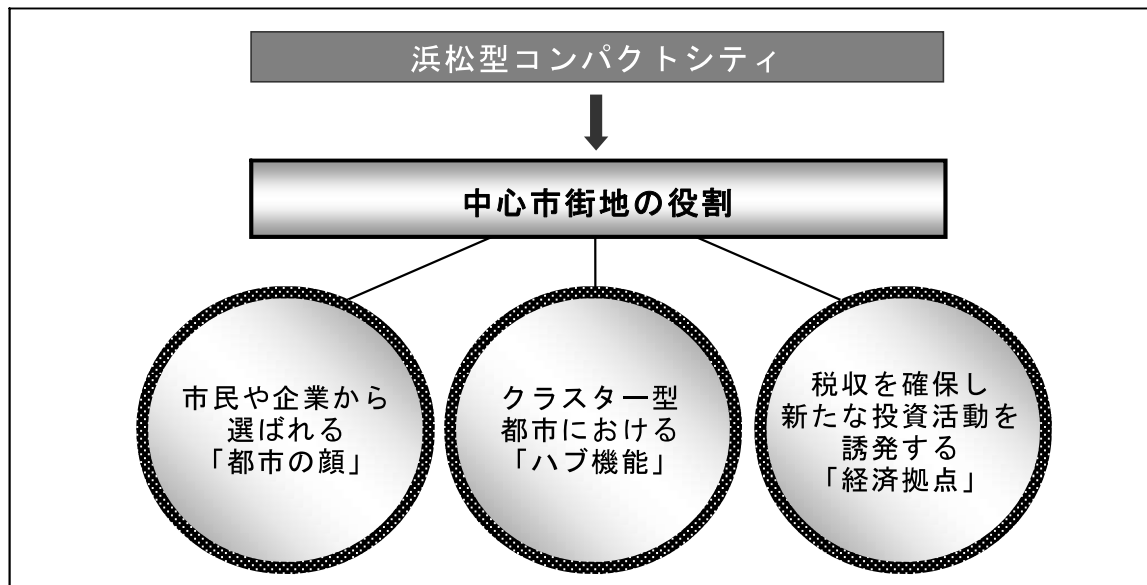 浜松型コンパクトシティ
中心市街地の役割
市民や企業から
選ばれる
「都市の顔」
クラスター型
都市における
「ハブ機能」
税収を確保し
新たな投資活動を
誘発する
「経済拠点」